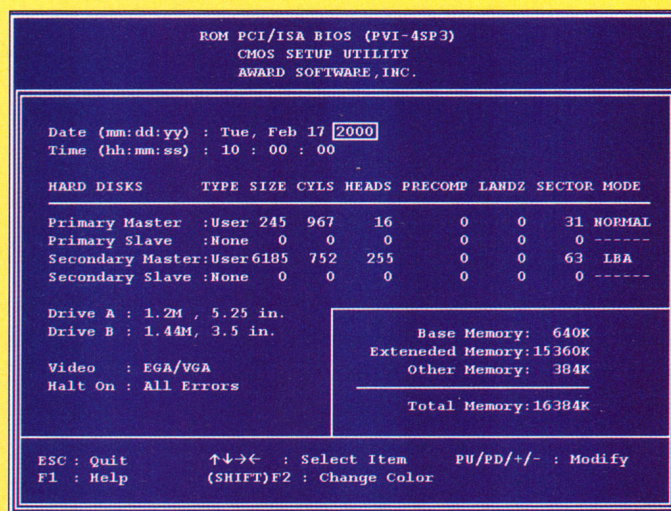 ROM PCI/ISA BIOS (PVI-4SP3)
CMOS SETUP UTILITY
AWARD SOFTWARE,INC.
Date (mm:dd:yy) : Tue, Feb 17 2000
Time (hh:mm:ss) : 10 : 00 : 00
HARD DISKS TYPE SIZE CYLS HEADS PRECOMP LANDZ SECTOR MODE
Primary Master :User 245 967 16 0 0 31 NORMAL
Primary Slave :None 0 0 0 0 0 0 ------
Secondary Master:User6185 752 255 0 0 63 LBA
Secondary Slave :None 0 0 0 0 0 0 ------
Drive A : 1.2M , 5.25 in.
Drive B : 1.44M, 3.5 in.
Video : EGA/VGA
Halt On : All Errors
Base Memory: 640K
Exteneded Memory:15360K
Other Memory: 384K
Total Memory:16384K
ESC : Quit ↑↓→← : Select Item PU/PD/+/- : Modify
F1 : Help (SHIFT)F2 : Change Color